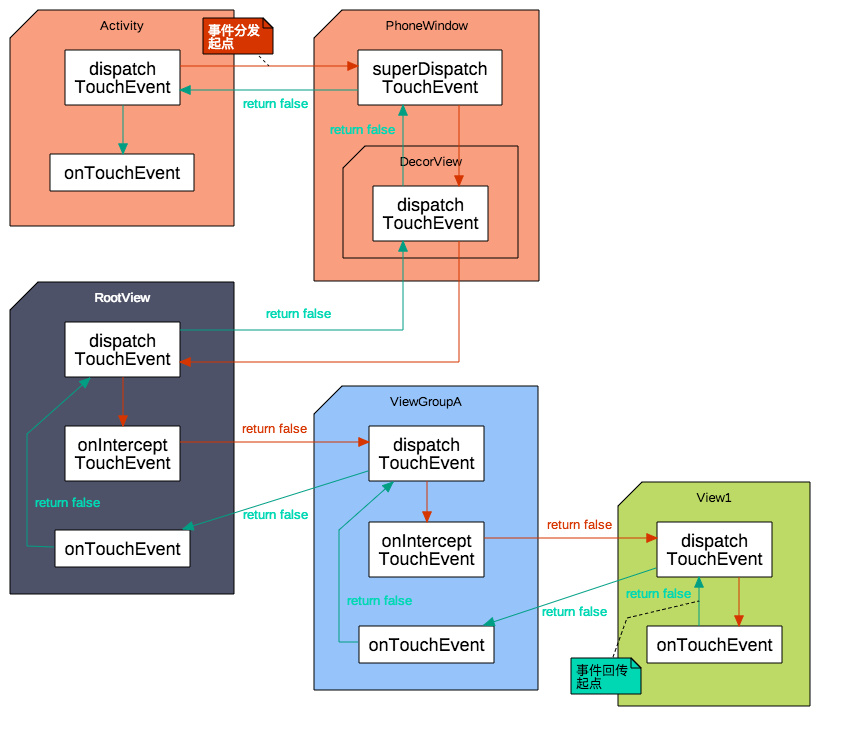 Activity
事件分发
起点
PhoneWindow
dispatch
TouchEvent
superDispatch
TouchEvent
return false
return false
onTouchEvent
DecorView
dispatch
TouchEvent
RootView
return false
dispatch
TouchEvent
ViewGroupA
return false
onIntercept
TouchEvent
dispatch
TouchEvent
return false
return false
onTouchEvent
View1
return false
onIntercept
TouchEvent
dispatch
TouchEvent
return false
return false
return false
onTouchEvent
onTouchEvent
事件回传
起点